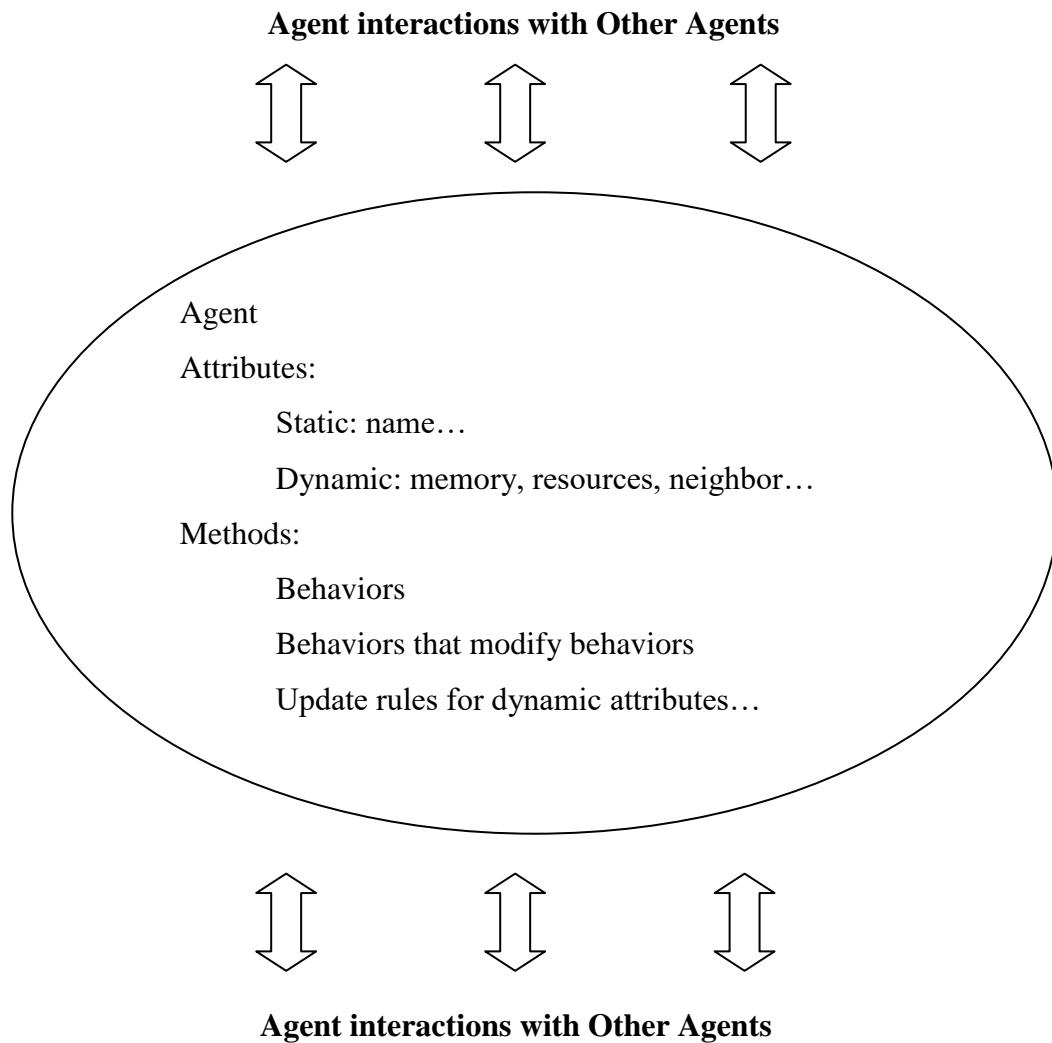 Agent interactions with Other Agents
Agent
Attributes:
Static: name…
Dynamic: memory, resources, neighbor…
Methods:
Behaviors
Behaviors that modify behaviors
Update rules for dynamic attributes…
Agent interactions with Other Agents